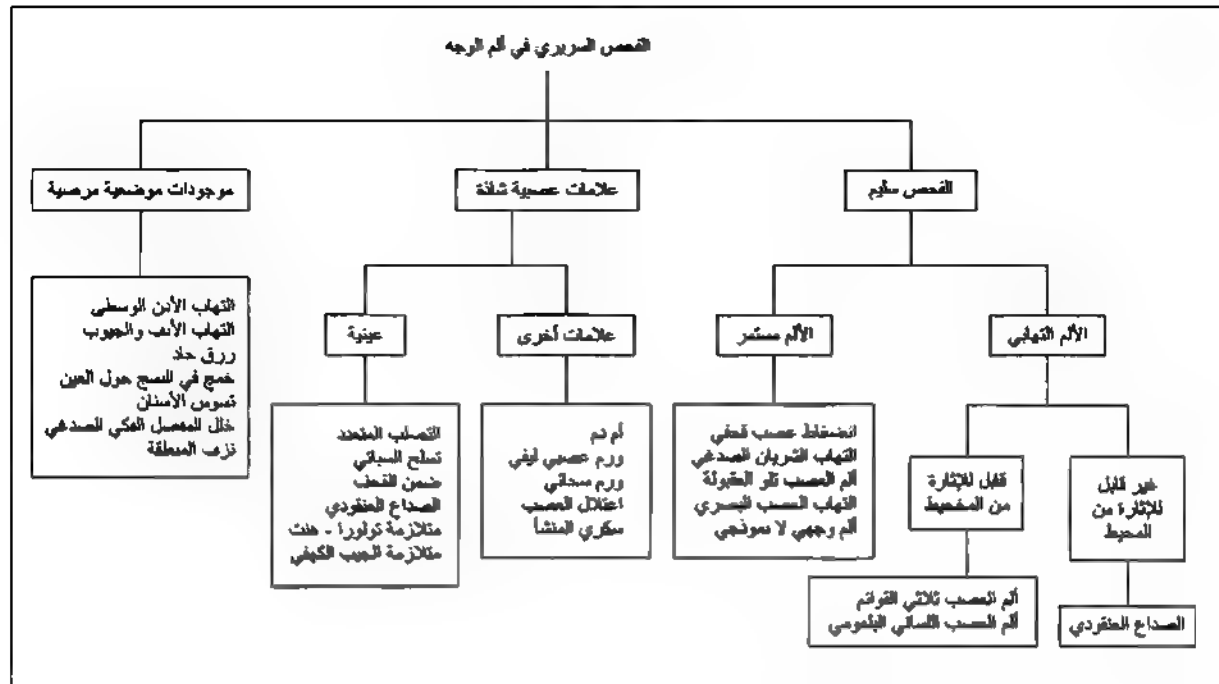 الفحص السريري في ألم الوجه
الفحص سليم
علامات عصبية شاذة
موجودات موضعية مرضية
الألم التهابي
الألم مستمر
علامات أخرى
عينية
قابل للإثارة
من المحيط
غير قابل
للإثارة من
المحيط
ألم العصب ثلاثي القوائم
ألم العصب اللساني البلعومي
الصداع العنقودي
انضغاط عصب قحفي
التهاب الشريان الصدغي
ألم العصب تلو العقبولة
التهاب العصب البصري
ألم وجهي لا نموذجي
أم دم
ورم عصبي ليفي
ورم سحائي
اعتلال العصب
سكري المنشأ
التصلب المتعدد
تسلخ السباتي
ضمن القحف
الصداع العنقودي
متلازمة تولوزا - هنت
متلازمة الجيب الكهفي
التهاب الأذن الوسطى
التهاب الأنف والجيوب
زرق حاد
خمج في النسج حول العين
تسوس الأسنان
خلل المفصل الفكي الصدغي
نزف المنطقة